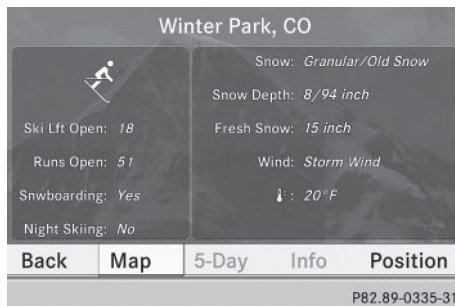 Winter Park, CO
Ski Lft Open: 18
Runs Open: 51
Snwboarding: Yes
Night Skiing: No
Snow: Granular/Old Snow
Snow Depth: 8/94 inch
Fresh Snow: 15 inch
Wind: Storm Wind
: 20°F
Back Map 5-Day Info Position
P82.89-0335-31